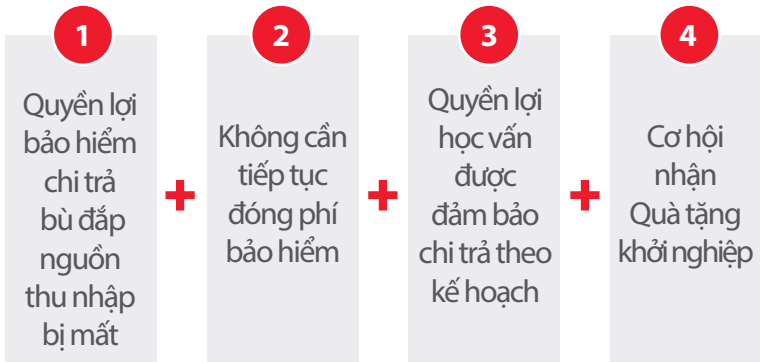 1
Quyền lợi
bảo hiểm
chi trả
bù đắp
nguồn
thu nhập
bị mất
+
2
Không cần
tiếp tục
đóng phí
bảo hiểm
+
3
Quyền lợi
học vấn
được
đảm bảo
chi trả theo
kế hoạch
+
4
Cơ hội
nhận
Quà tặng
khởi nghiệp